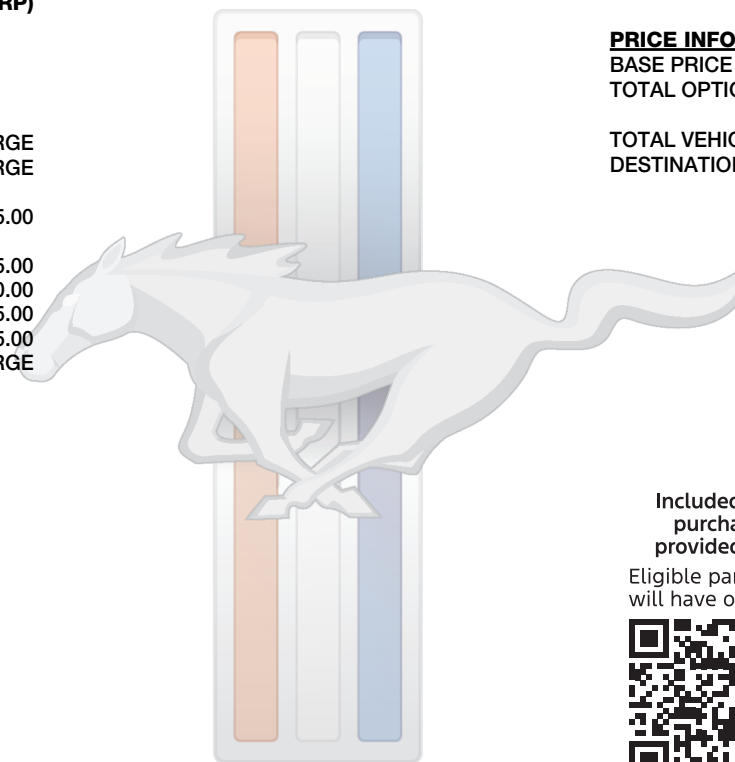 RP)
RGE
RGE
5.00
5.00
0.00
5.00
5.00
RGE
PRICE INFO
BASE PRICE
TOTAL OPTIO
TOTAL VEHIC
DESTINATION
Included
purcha
provided
Eligible par
will have o